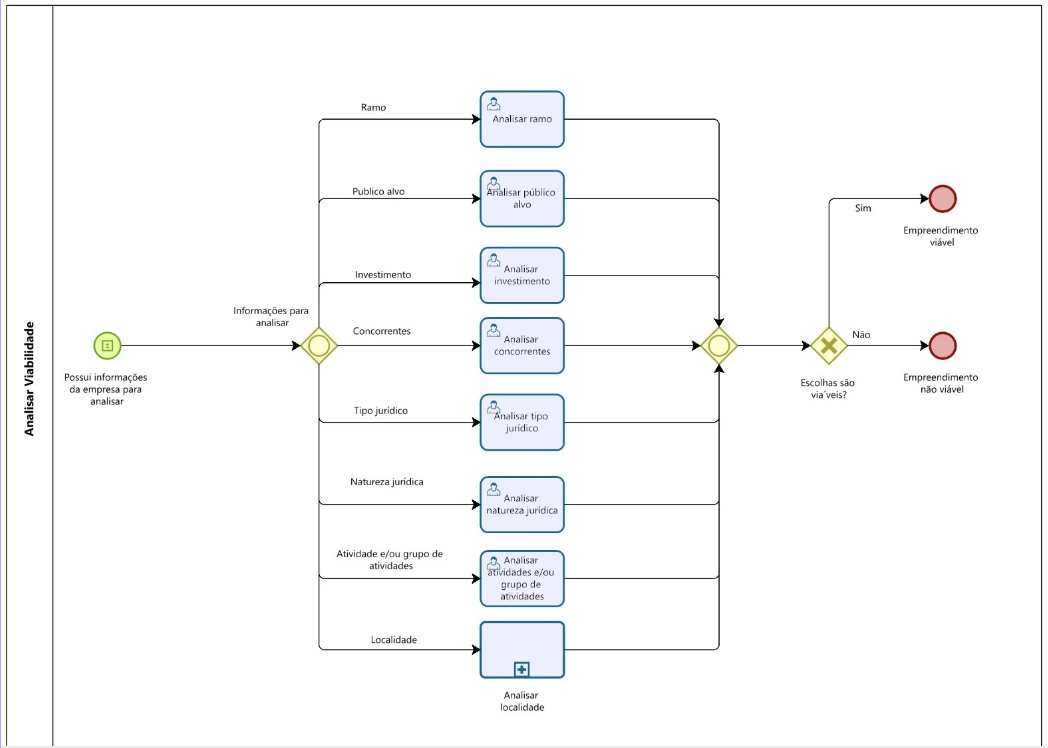 Analisar Viabilidade
Possui informações
da empresa para
analisar
Informações para
analisar
Ramo
Publico alvo
Investimento
Concorrentes
Tipo jurídico
Natureza jurídica
Atividade e/ou grupo de
atividades
Localidade
Analisar ramo
Analisar público
alvo
Analisar
investimento
Analisar
concorrentes
Analisar tipo
jurídico
Analisar
natureza jurídica
Analisar
atividades e/ou
grupo de
atividades
Analisar
localidade
Escolhas são
via´veis?
Sim
Não
Empreendimento
viável
Empreendimento
não viável